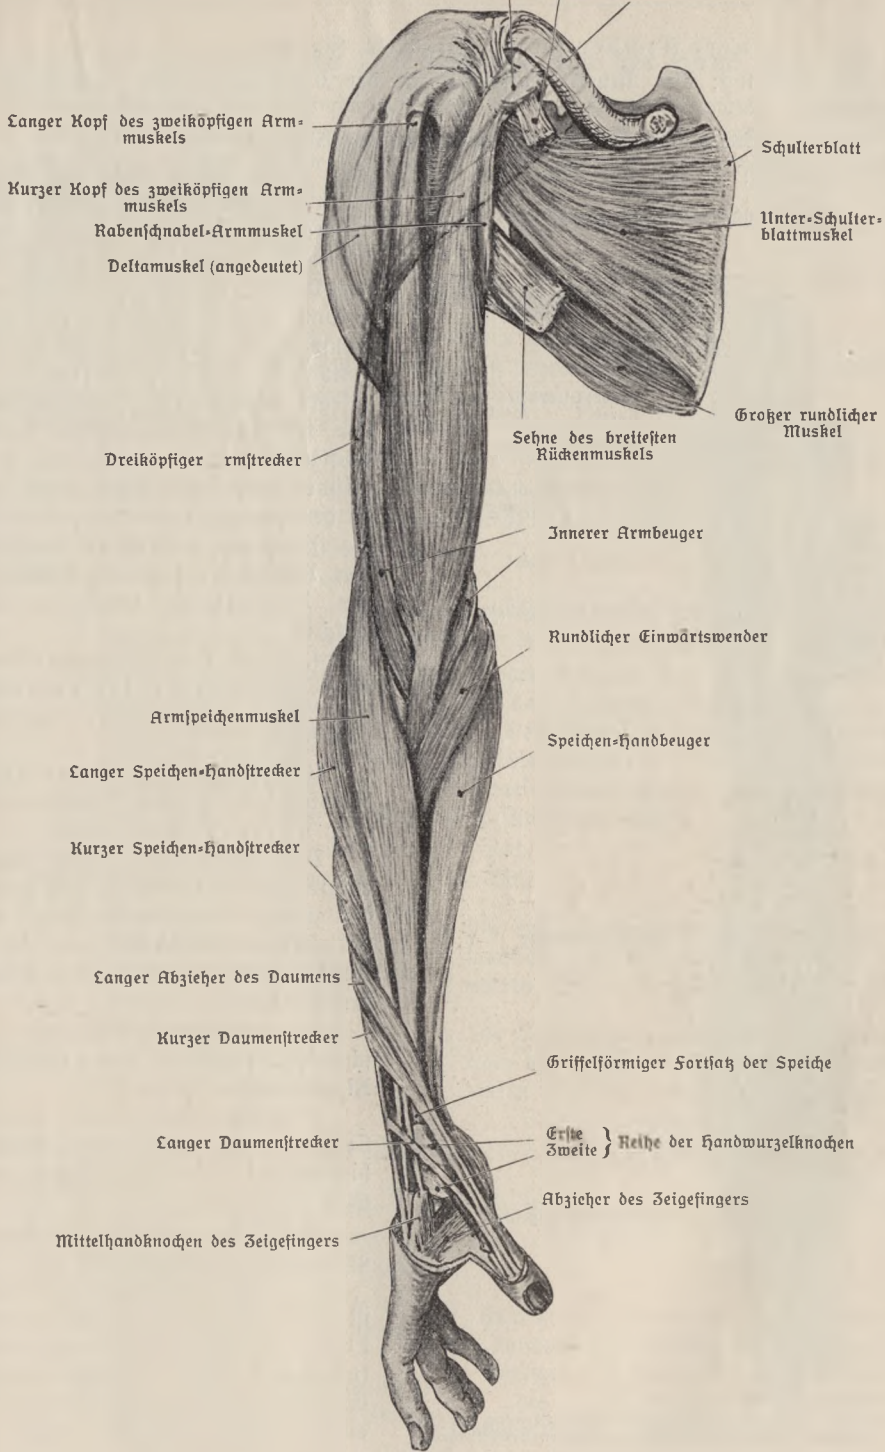 Langer Kopf des zweiköpfigen Arm-
muskels
Kurzer Kopf des zweiköpfigen Arm-
muskels
Rabenschnabel-Armmuskel
Deltamuskel (angedeutet)
Dreiköpfiger rmstrecker
Armspeichenmuskel
Langer Speichen-Handstrecker
Kurzer Speichen-Handstrecker
Langer Abzieher des Daumens
Kurzer Daumenstrecker
Langer Daumenstrecker
Mittelhandknochen des Zeigefingers
Schulterblatt
Unter-Schulter-
blattmuskel
Großer rundlicher
Muskel
Sehne des breitesten
Rückenmuskels
Innerer Armbeuger
Rundlicher Einwärtswender
Speichen-Handbeuger
Griffelförmiger Fortsatz der Speiche
Erste
Zweite } Reihe der Handwurzelknochen
Abzieher des Zeigefingers